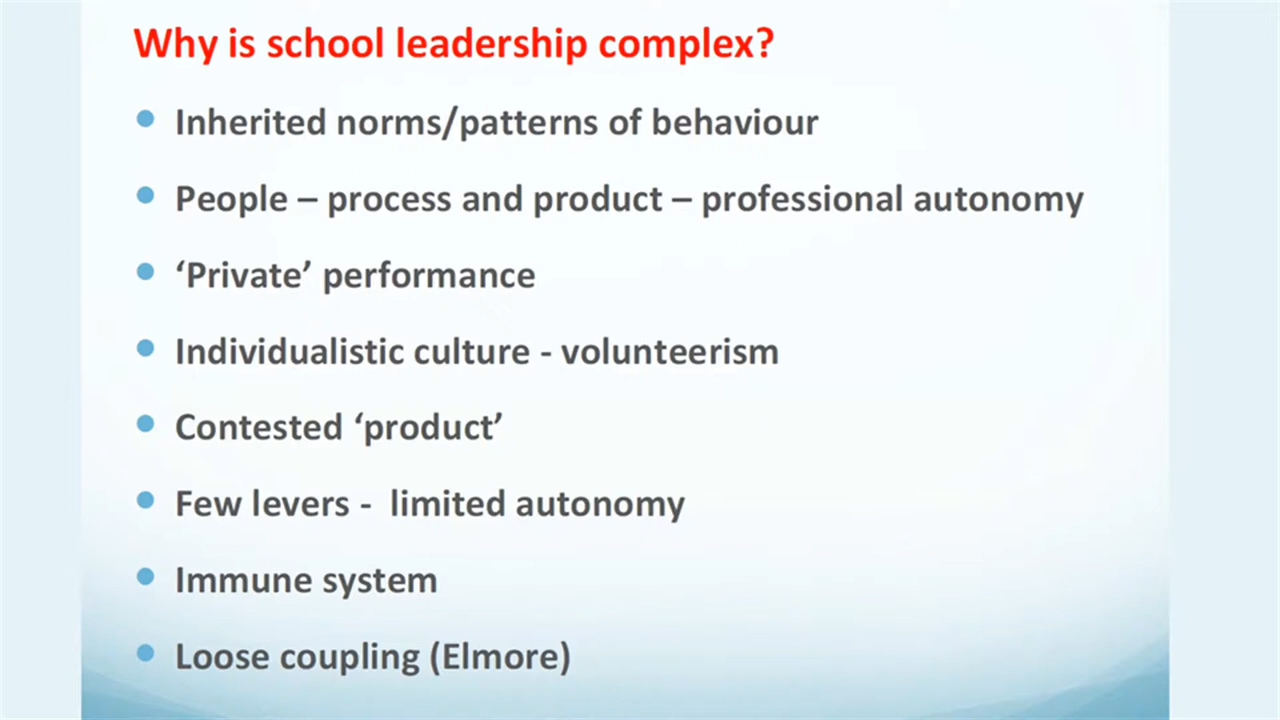 Why is school leadership complex?
• Inherited norms/patterns of behaviour
• People – process and product – professional autonomy
• ‘Private’ performance
• Individualistic culture - volunteerism
• Contested ‘product’
• Few levers -  limited autonomy
• Immune system
• Loose coupling (Elmore)